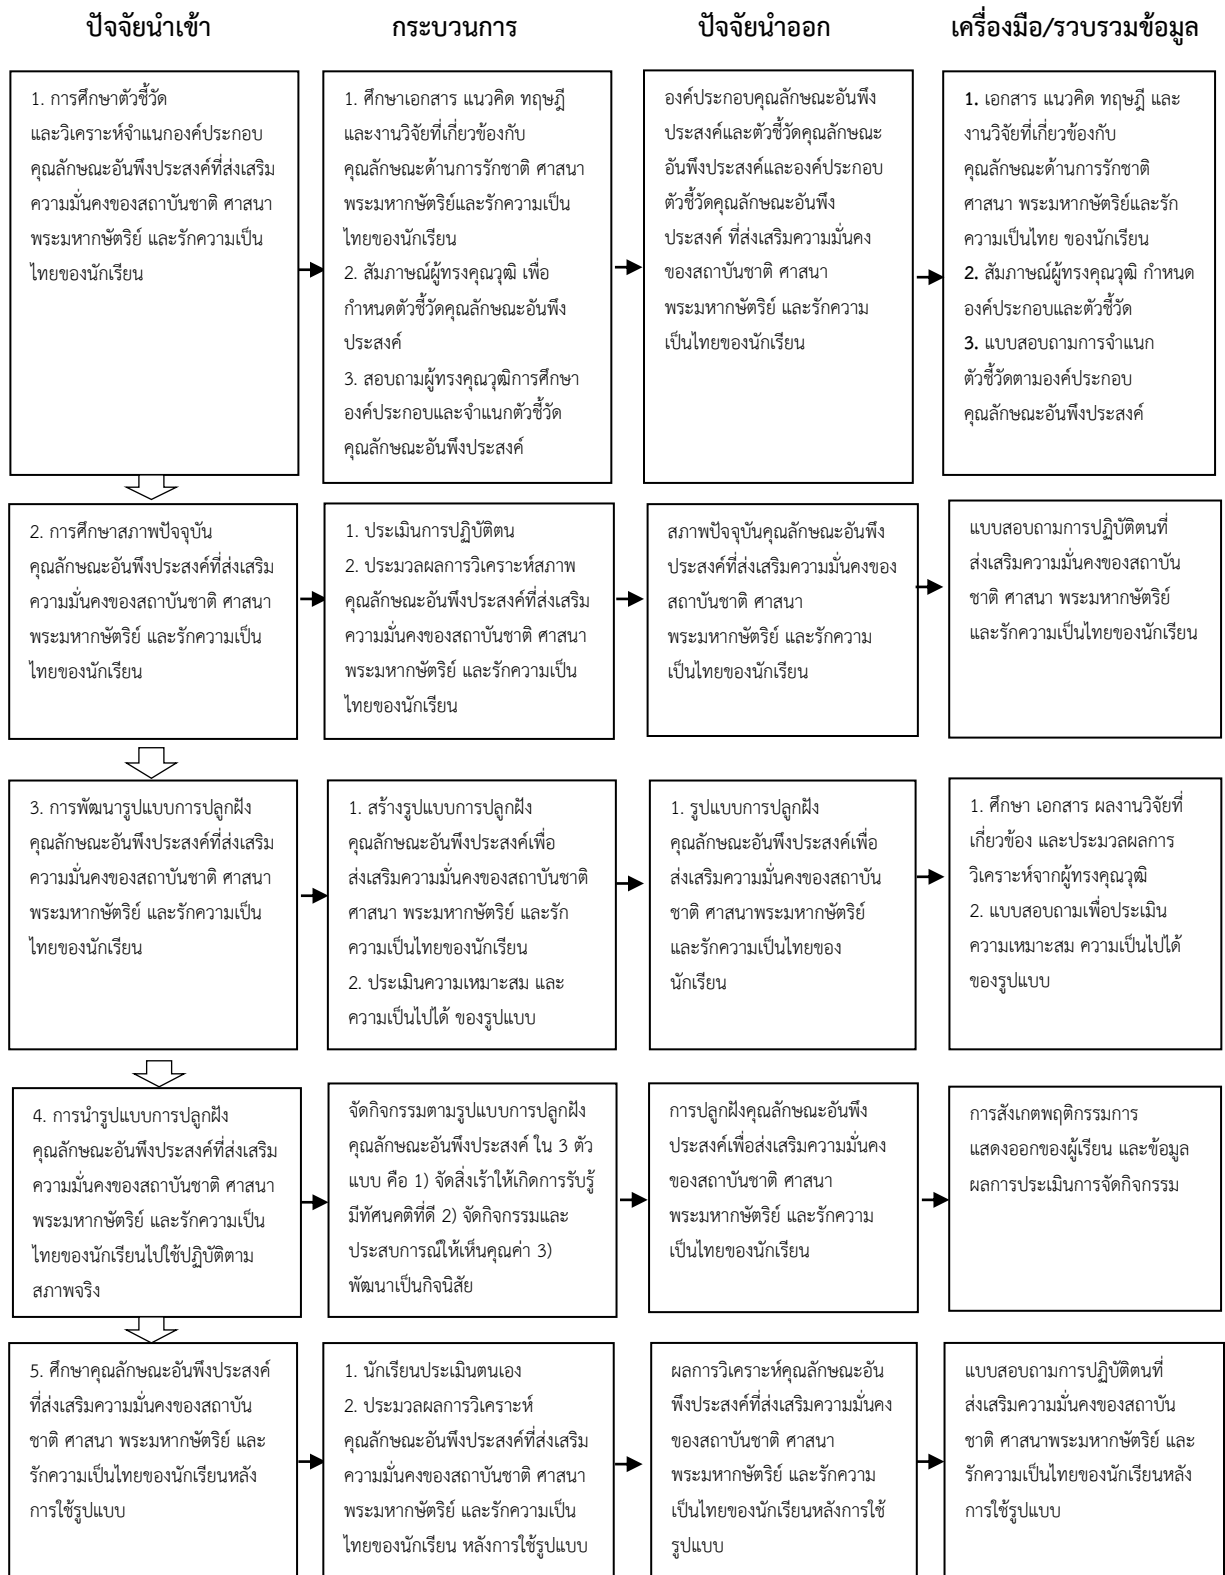 ปัจจัยนำเข้า
กระบวนการ
ปัจจัยนำออก
เครื่องมือ/รวบรวมข้อมูล
1. การศึกษาตัวชี้วัด
และวิเคราะห์จำแนกองค์ประกอบ
คุณลักษณะอันพึงประสงค์ที่ส่งเสริม
ความมั่นคงของสถาบันชาติ ศาสนา
พระมหากษัตริย์ และรักความเป็น
ไทยของนักเรียน
1. ศึกษาเอกสาร แนวคิด ทฤษฎี
และงานวิจัยที่เกี่ยวข้องกับ
คุณลักษณะด้านการรักชาติ ศาสนา
พระมหากษัตริย์และรักความเป็น
ไทยของนักเรียน
2. สัมภาษณ์ผู้ทรงคุณวุฒิ เพื่อ
กำหนดตัวชี้วัดคุณลักษณะอันพึง
ประสงค์
3. สอบถามผู้ทรงคุณวุฒิการศึกษา
องค์ประกอบและจำแนกตัวชี้วัด
คุณลักษณะอันพึงประสงค์
องค์ประกอบคุณลักษณะอันพึง
ประสงค์และตัวชี้วัดคุณลักษณะ
อันพึงประสงค์และองค์ประกอบ
ตัวชี้วัดคุณลักษณะอันพึง
ประสงค์ ที่ส่งเสริมความมั่นคง
ของสถาบันชาติ ศาสนา
พระมหากษัตริย์ และรักความ
เป็นไทยของนักเรียน
1. เอกสาร แนวคิด ทฤษฎี และ
งานวิจัยที่เกี่ยวข้องกับ
คุณลักษณะด้านการรักชาติ
ศาสนา พระมหากษัตริย์และรัก
ความเป็นไทย ของนักเรียน
2. สัมภาษณ์ผู้ทรงคุณวุฒิ กำหนด
องค์ประกอบและตัวชี้วัด
3. แบบสอบถามการจำแนก
ตัวชี้วัดตามองค์ประกอบ
คุณลักษณะอันพึงประสงค์
2. การศึกษาสภาพปัจจุบัน
คุณลักษณะอันพึงประสงค์ที่ส่งเสริม
ความมั่นคงของสถาบันชาติ ศาสนา
พระมหากษัตริย์ และรักความเป็น
ไทยของนักเรียน
1. ประเมินการปฏิบัติตน
2. ประมวลผลการวิเคราะห์สภาพ
คุณลักษณะอันพึงประสงค์ที่ส่งเสริม
ความมั่นคงของสถาบันชาติ ศาสนา
พระมหากษัตริย์ และรักความเป็น
ไทยของนักเรียน
สภาพปัจจุบันคุณลักษณะอันพึง
ประสงค์ที่ส่งเสริมความมั่นคงของ
สถาบันชาติ ศาสนา
พระมหากษัตริย์ และรักความ
เป็นไทยของนักเรียน
แบบสอบถามการปฏิบัติตนที่
ส่งเสริมความมั่นคงของสถาบัน
ชาติ ศาสนา พระมหากษัตริย์
และรักความเป็นไทยของนักเรียน
3. การพัฒนารูปแบบการปลูกฝัง
คุณลักษณะอันพึงประสงค์ที่ส่งเสริม
ความมั่นคงของสถาบันชาติ ศาสนา
พระมหากษัตริย์ และรักความเป็น
ไทยของนักเรียน
1. สร้างรูปแบบการปลูกฝัง
คุณลักษณะอันพึงประสงค์เพื่อ
ส่งเสริมความมั่นคงของสถาบันชาติ
ศาสนา พระมหากษัตริย์ และรัก
ความเป็นไทยของนักเรียน
2. ประเมินความเหมาะสม และ
ความเป็นไปได้ ของรูปแบบ
1. รูปแบบการปลูกฝัง
คุณลักษณะอันพึงประสงค์เพื่อ
ส่งเสริมความมั่นคงของสถาบัน
ชาติ ศาสนาพระมหากษัตริย์
และรักความเป็นไทยของ
นักเรียน
1. ศึกษา เอกสาร ผลงานวิจัยที่
เกี่ยวข้อง และประมวลผลการ
วิเคราะห์จากผู้ทรงคุณวุฒิ
2. แบบสอบถามเพื่อประเมิน
ความเหมาะสม ความเป็นไปได้
ของรูปแบบ
4. การนำรูปแบบการปลูกฝัง
คุณลักษณะอันพึงประสงค์ที่ส่งเสริม
ความมั่นคงของสถาบันชาติ ศาสนา
พระมหากษัตริย์ และรักความเป็น
ไทยของนักเรียนไปใช้ปฏิบัติตาม
สภาพจริง
จัดกิจกรรมตามรูปแบบการปลูกฝัง
คุณลักษณะอันพึงประสงค์ ใน 3 ตัว
แบบ คือ 1) จัดสิ่งเร้าให้เกิดการรับรู้
มีทัศนคติที่ดี 2) จัดกิจกรรมและ
ประสบการณ์ให้เห็นคุณค่า 3)
พัฒนาเป็นกิจนิสัย
การปลูกฝังคุณลักษณะอันพึง
ประสงค์เพื่อส่งเสริมความมั่นคง
ของสถาบันชาติ ศาสนา
พระมหากษัตริย์ และรักความ
เป็นไทยของนักเรียน
การสังเกตพฤติกรรมการ
แสดงออกของผู้เรียน และข้อมูล
ผลการประเมินการจัดกิจกรรม
5. ศึกษาคุณลักษณะอันพึงประสงค์
ที่ส่งเสริมความมั่นคงของสถาบัน
ชาติ ศาสนา พระมหากษัตริย์ และ
รักความเป็นไทยของนักเรียนหลัง
การใช้รูปแบบ
1. นักเรียนประเมินตนเอง
2. ประมวลผลการวิเคราะห์
คุณลักษณะอันพึงประสงค์ที่ส่งเสริม
ความมั่นคงของสถาบันชาติ ศาสนา
พระมหากษัตริย์ และรักความเป็น
ไทยของนักเรียน หลังการใช้รูปแบบ
ผลการวิเคราะห์คุณลักษณะอัน
พึงประสงค์ที่ส่งเสริมความมั่นคง
ของสถาบันชาติ ศาสนา
พระมหากษัตริย์ และรักความ
เป็นไทยของนักเรียนหลังการใช้
รูปแบบ
แบบสอบถามการปฏิบัติตนที่
ส่งเสริมความมั่นคงของสถาบัน
ชาติ ศาสนาพระมหากษัตริย์ และ
รักความเป็นไทยของนักเรียนหลัง
การใช้รูปแบบ